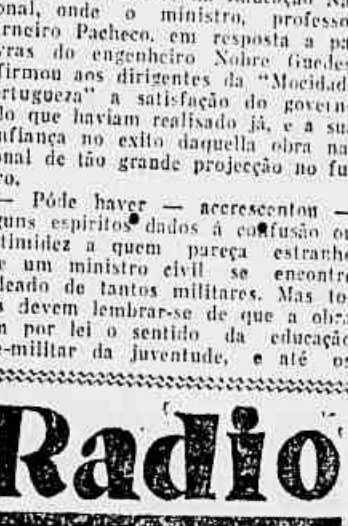 onal, onde o ministro, professo
arneiro Pacheco, em resposta a pa
vras do engenheiro Nobre Guedes
firmou aos dirigentes da "Mocidad
ortugueza" a satisfação do govern
lo que haviam realisado já, e a sua
nfiança no exito daquella obra na
onal de tão grande projecção no fu
ro.
— Póde haver — accrescentou —
guns espiritos dados á confusão ou
timidez a quem pareça estranho
e um ministro civil se encontre
deado de tantos militares. Mas to-
s devem lembrar-se de que a obra
m por lei o sentido da educação
e-militar da juventude, e até os
Radio